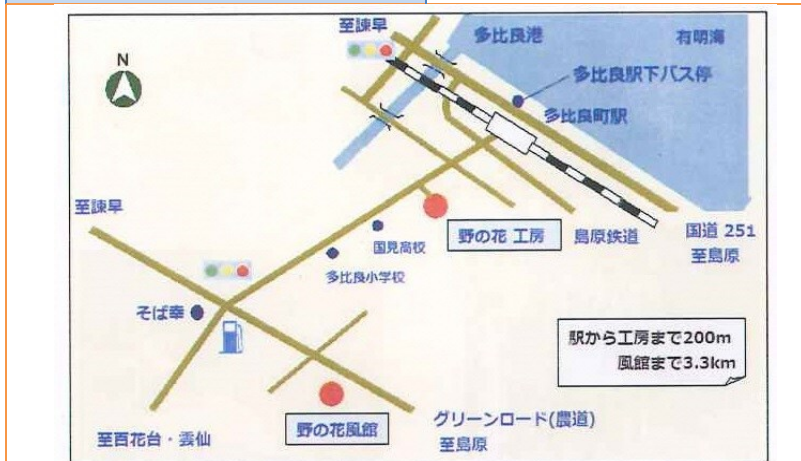 至諫早
多比良港
有明海
N
多比良駅下バス停
多比良町駅
至諫早
国見高校
野の花 工房
島原鉄道
国道 251
至島原
多比良小学校
そば幸
駅から工房まで200m
風館まで3.3km
野の花風館
グリーンロード(農道)
至島原
至百花台・雲仙